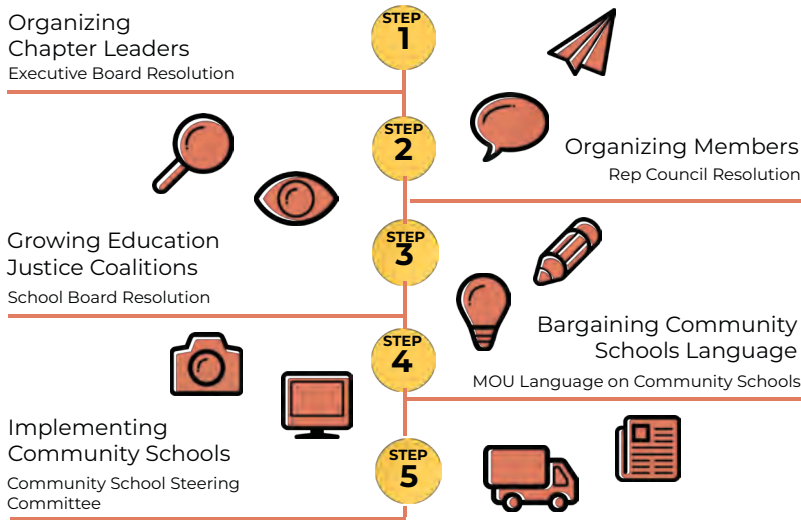 Organizing
Chapter Leaders
Executive Board Resolution
STEP
1
STEP
2
Organizing Members
Rep Council Resolution
Growing Education
Justice Coalitions
School Board Resolution
STEP
3
STEP
4
Bargaining Community
Schools Language
MOU Language on Community Schools
Implementing
Community Schools
Community School Steering
Committee
STEP
5